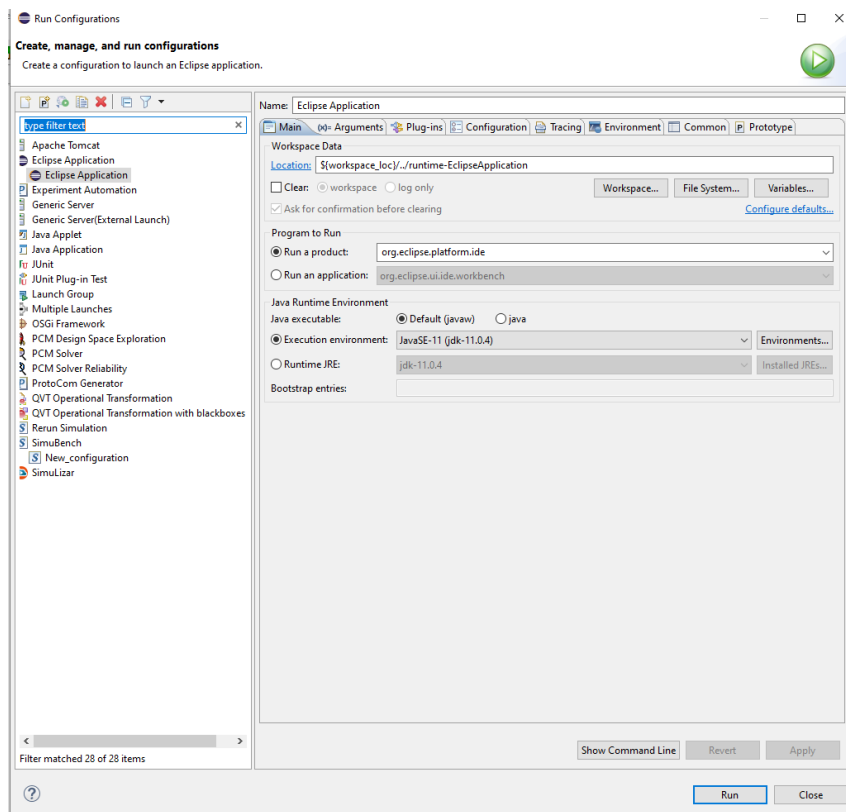 Run Configurations
Create, manage, and run configurations
Create a configuration to launch an Eclipse application.
type filter text
Apache Tomcat
Eclipse Application
Eclipse Application
Experiment Automation
Generic Server
Generic Server(External Launch)
Java Applet
Java Application
JUnit
JUnit Plug-in Test
Launch Group
Multiple Launches
OSGi Framework
PCM Design Space Exploration
PCM Solver
PCM Solver Reliability
ProtoCom Generator
QVT Operational Transformation
QVT Operational Transformation with blackboxes
Rerun Simulation
SimuBench
New_configuration
SimuLizar
Filter matched 28 of 28 items
Name: Eclipse Application
Main (x)= Arguments Plug-ins Configuration Tracing Environment Common P Prototype
Workspace Data
Location: ${workspace_loc}/../runtime-EclipseApplication
Clear: workspace log only Workspace... File System... Variables...
Ask for confirmation before clearing Configure defaults...
Program to Run
Run a product: org.eclipse.platform.ide
Run an application: org.eclipse.ui.ide.workbench
Java Runtime Environment
Java executable: Default (javaw) java
Execution environment: JavaSE-11 (jdk-11.0.4) Environments...
Runtime JRE: jdk-11.0.4 Installed JREs...
Bootstrap entries:
Show Command Line Revert Apply
Run Close